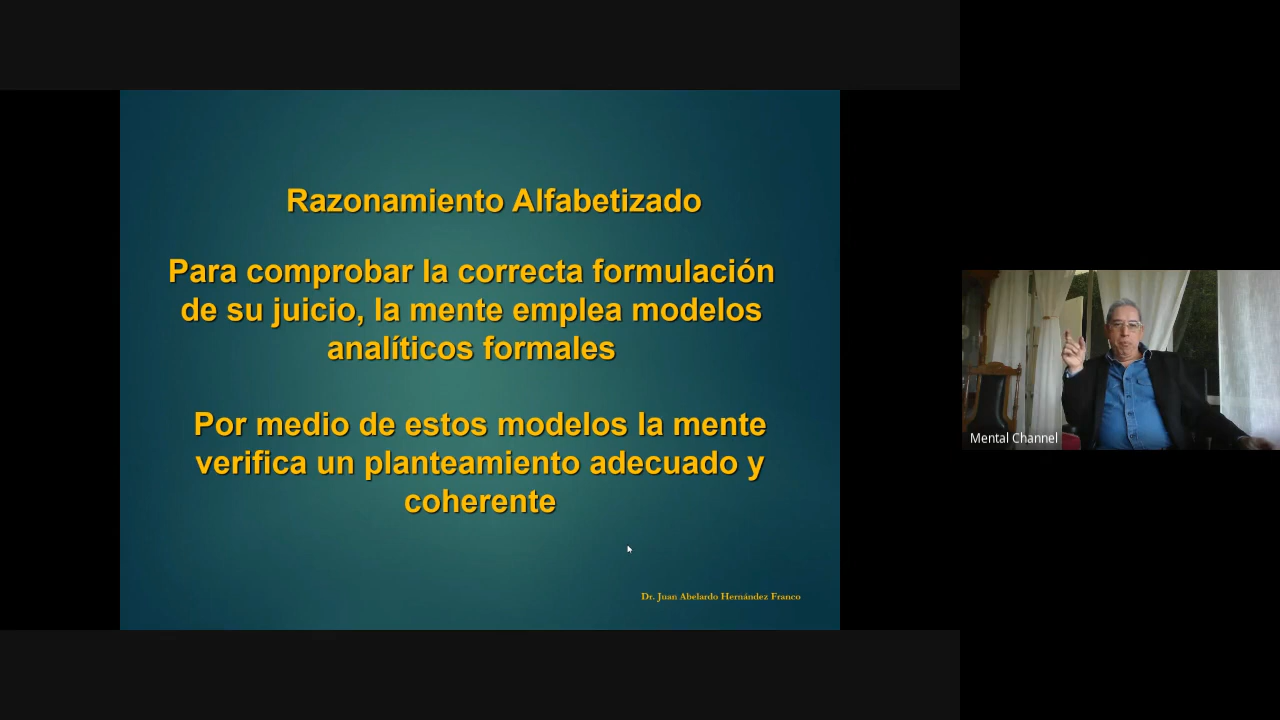 Razonamiento Alfabetizado
Para comprobar la correcta formulación
de su juicio, la mente emplea modelos
analíticos formales
Por medio de estos modelos la mente
verifica un planteamiento adecuado y
coherente
Dr. Juan Abelardo Hernández Franco
Mental Channel